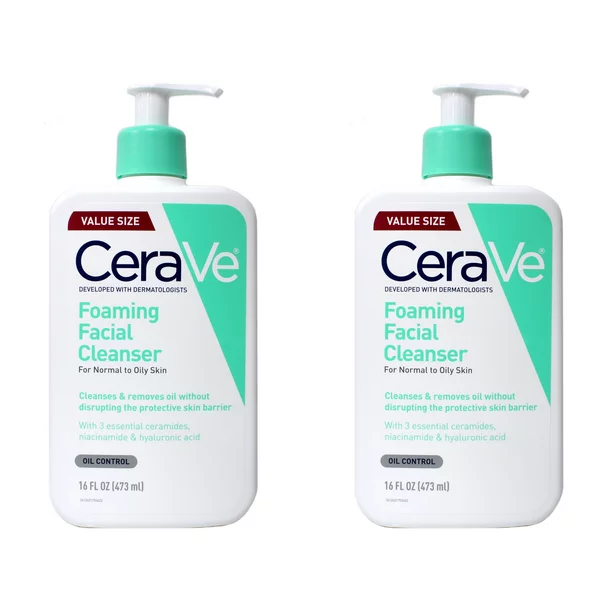 VALUE SIZE
CeraVe®
DEVELOPED WITH DERMATOLOGISTS
Foaming
Facial
Cleanser
For Normal to Oily Skin
Cleanses & removes oil without
disrupting the protective skin barrier
With 3 essential ceramides,
niacinamide & hyaluronic acid
OIL CONTROL
16 FL OZ (473 ml)
VALUE SIZE
CeraVe®
DEVELOPED WITH DERMATOLOGISTS
Foaming
Facial
Cleanser
For Normal to Oily Skin
Cleanses & removes oil without
disrupting the protective skin barrier
With 3 essential ceramides,
niacinamide & hyaluronic acid
OIL CONTROL
16 FL OZ (473 ml)